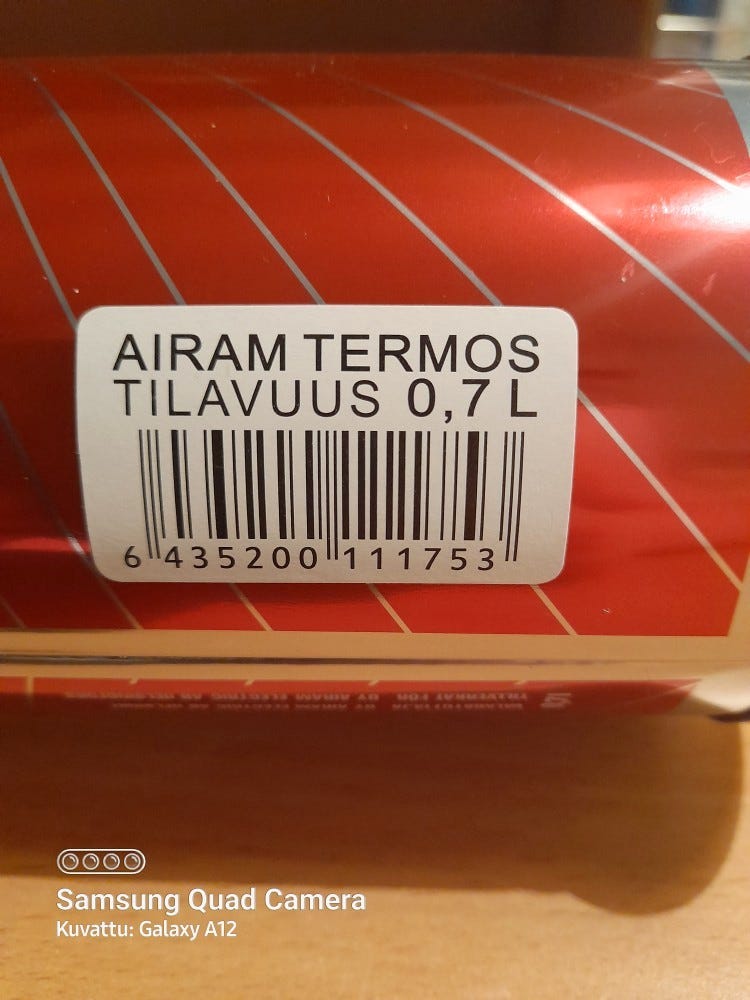 AIRAM TERMOS
TILAVUUS 0,7 L
6 435200 111753
Samsung Quad Camera
Kuvattu: Galaxy A12